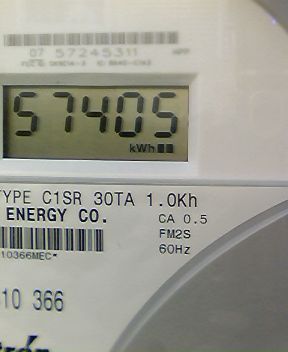 07 57245311
57405
kWh
TYPE C1SR 30TA 1.0Kh
ENERGY CO.
CA 0.5
FM2S
60Hz
10366MEC*
10 366